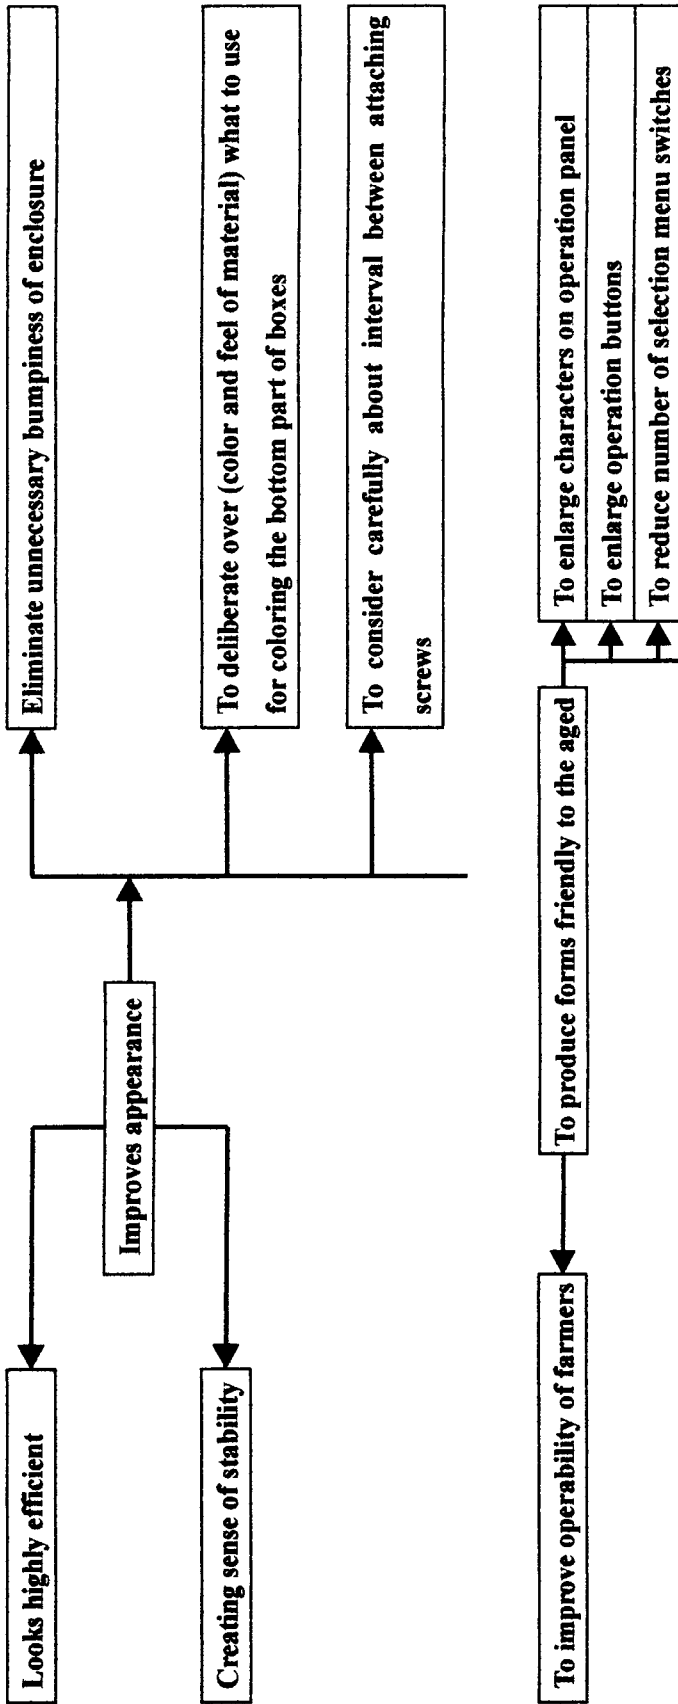 Looks highly efficient
Creating sense of stability
Improves appearance
Eliminate unnecessary bumpiness of enclosure
To deliberate over (color and feel of material) what to use
for coloring the bottom part of boxes
To consider carefully about interval between attaching
screws
To improve operability of farmers
To produce forms friendly to the aged
To enlarge characters on operation panel
To enlarge operation buttons
To reduce number of selection menu switches